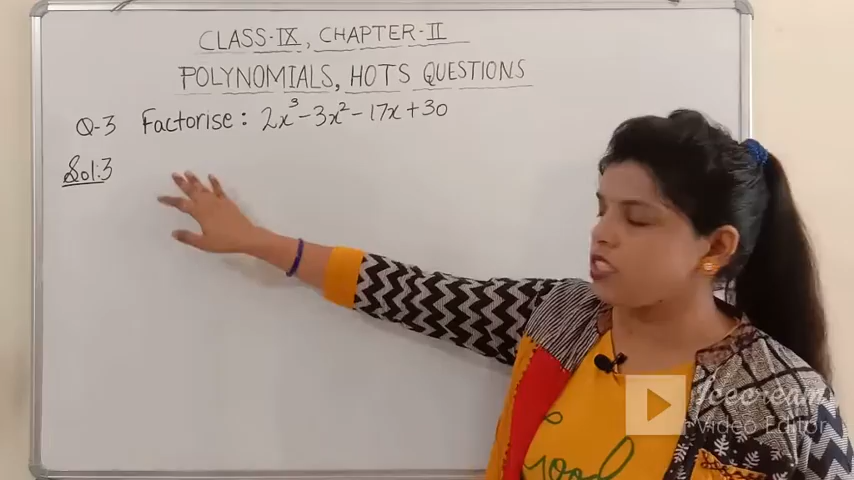 CLASS-IX, CHAPTER-II
POLYNOMIALS, HOTS QUESTIONS
Q-3 Factorise: 2x³-3x²-17x+30
Sol:3
Icecream
Video Editor